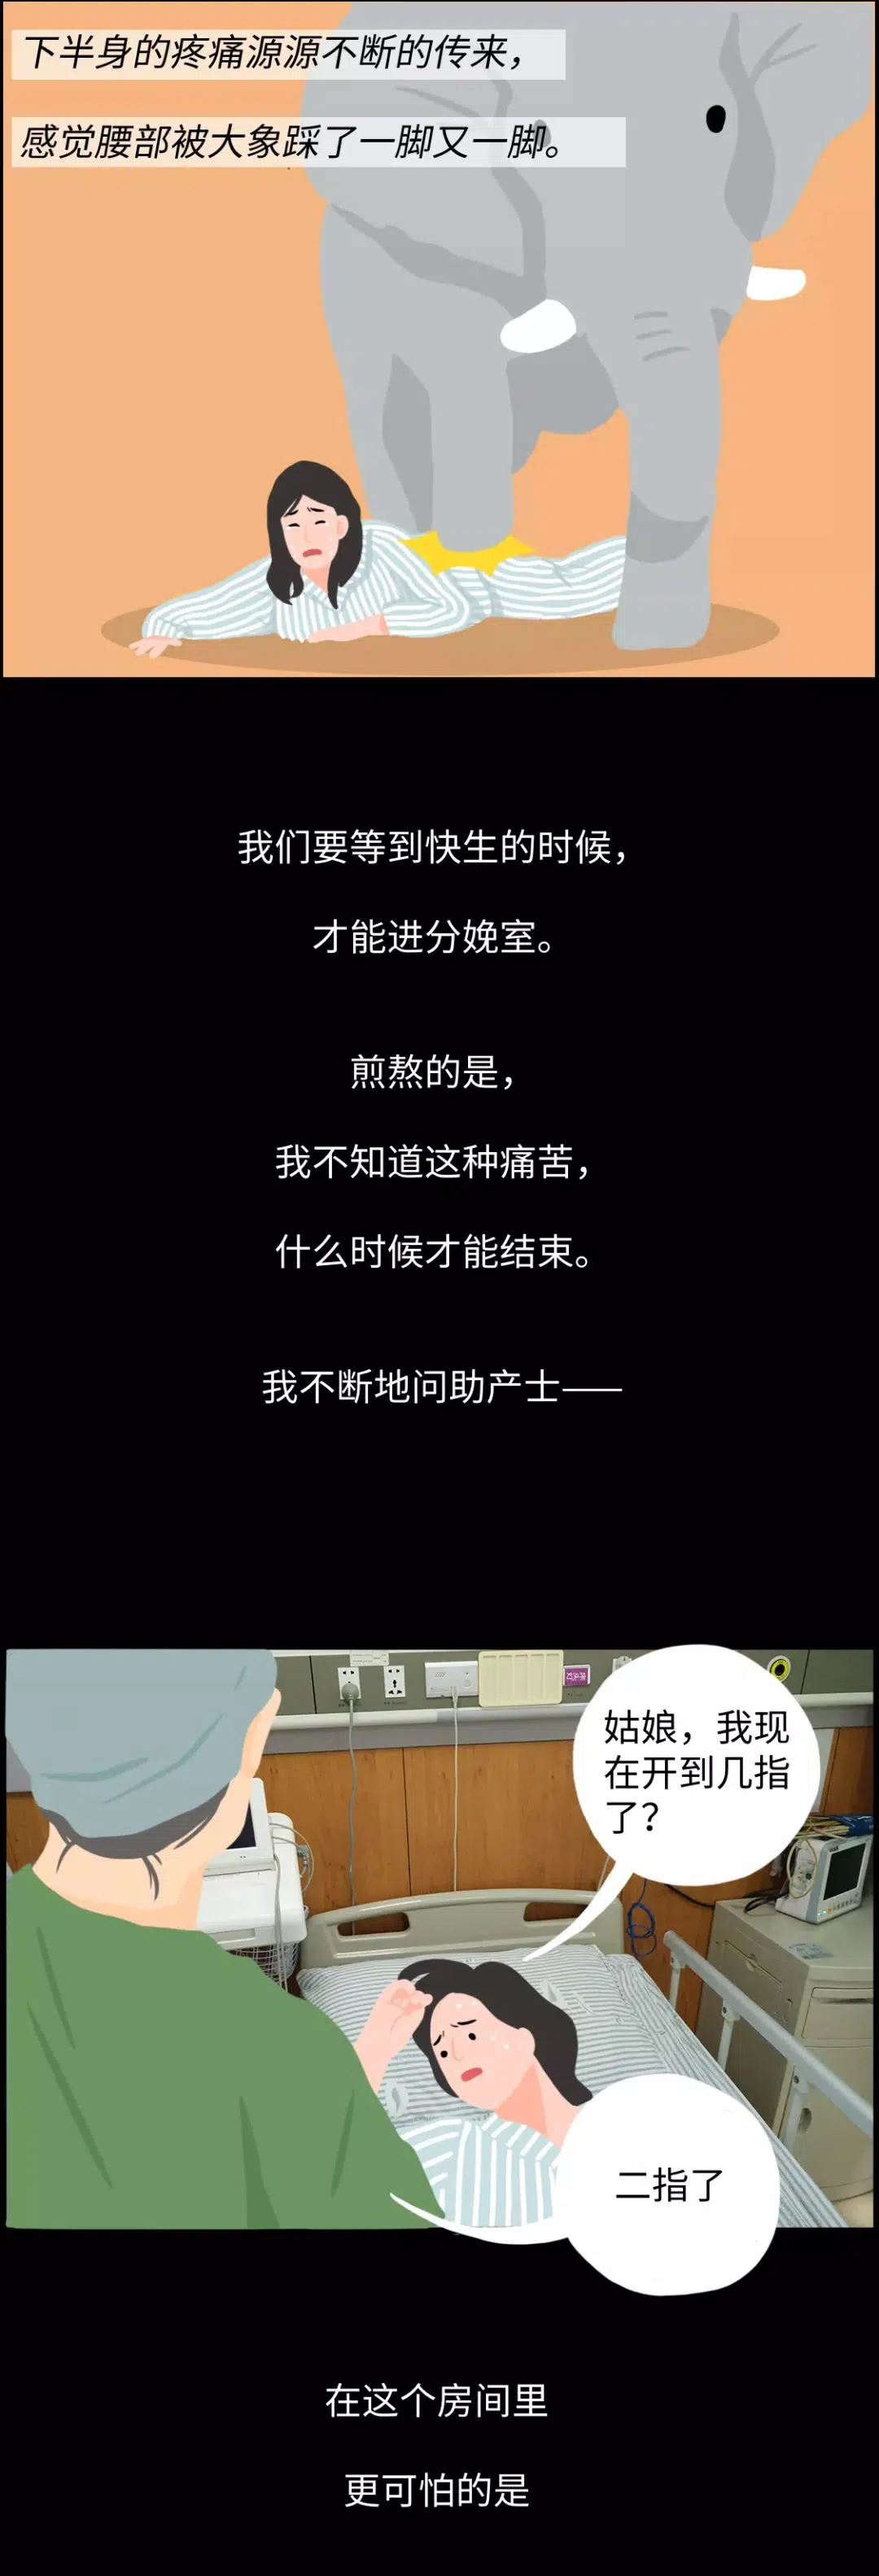 下半身的疼痛源源不断的传来，
感觉腰部被大象踩了一脚又一脚。
我们要等到快生的时候，
才能进分娩室。
煎熬的是，
我不知道这种痛苦，
什么时候才能结束。
我不断地问助产士——
姑娘，我现
在开到几指
了？
二指了
在这个房间里
更可怕的是